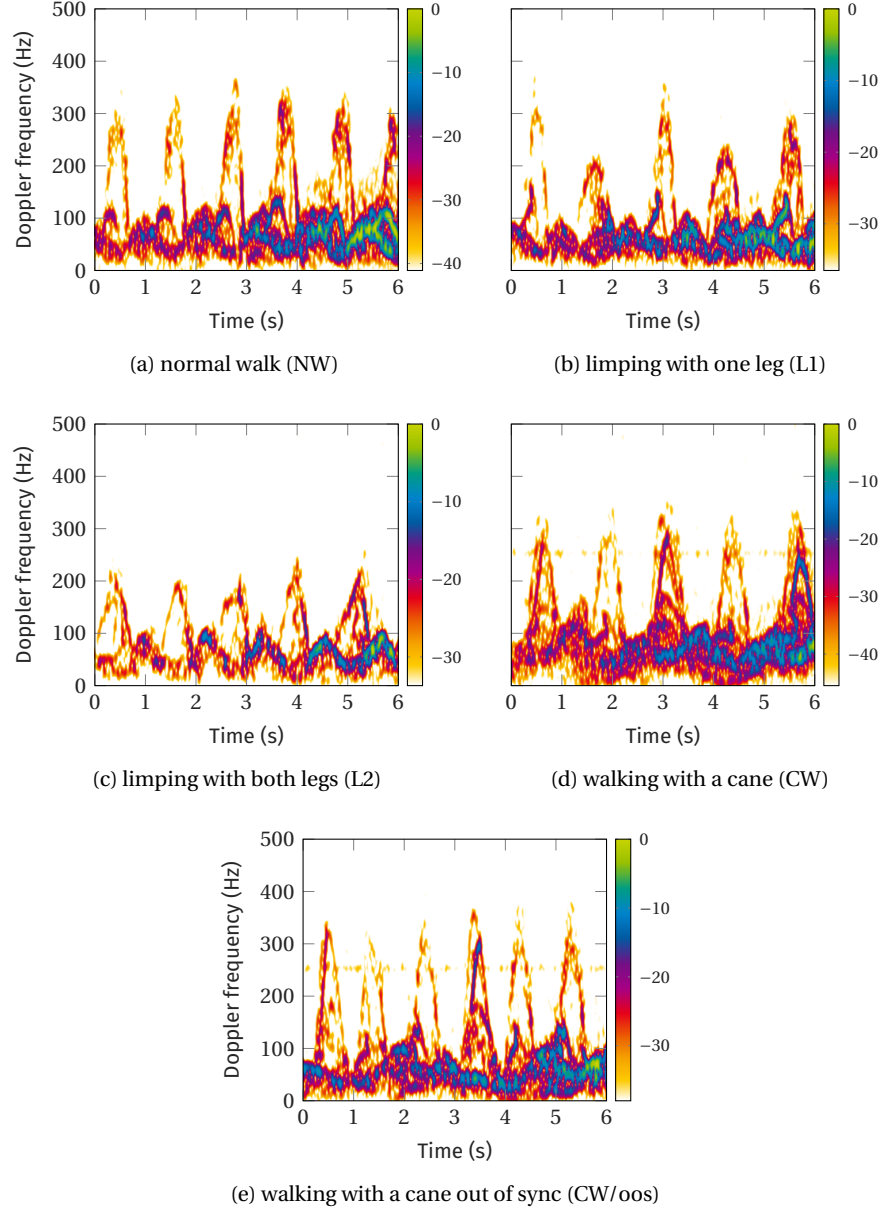 500
400
300
200
100
0
Doppler frequency (Hz)
0 1 2 3 4 5 6
Time (s)
0
−10
−20
−30
−40
(a) normal walk (NW)
500
400
300
200
100
0
0 1 2 3 4 5 6
Time (s)
0
−10
−20
−30
(b) limping with one leg (L1)
500
400
300
200
100
0
Doppler frequency (Hz)
0 1 2 3 4 5 6
Time (s)
0
−10
−20
−30
(c) limping with both legs (L2)
500
400
300
200
100
0
0 1 2 3 4 5 6
Time (s)
0
−10
−20
−30
−40
(d) walking with a cane (CW)
500
400
300
200
100
0
Doppler frequency (Hz)
0 1 2 3 4 5 6
Time (s)
0
−10
−20
−30
(e) walking with a cane out of sync (CW/oos)